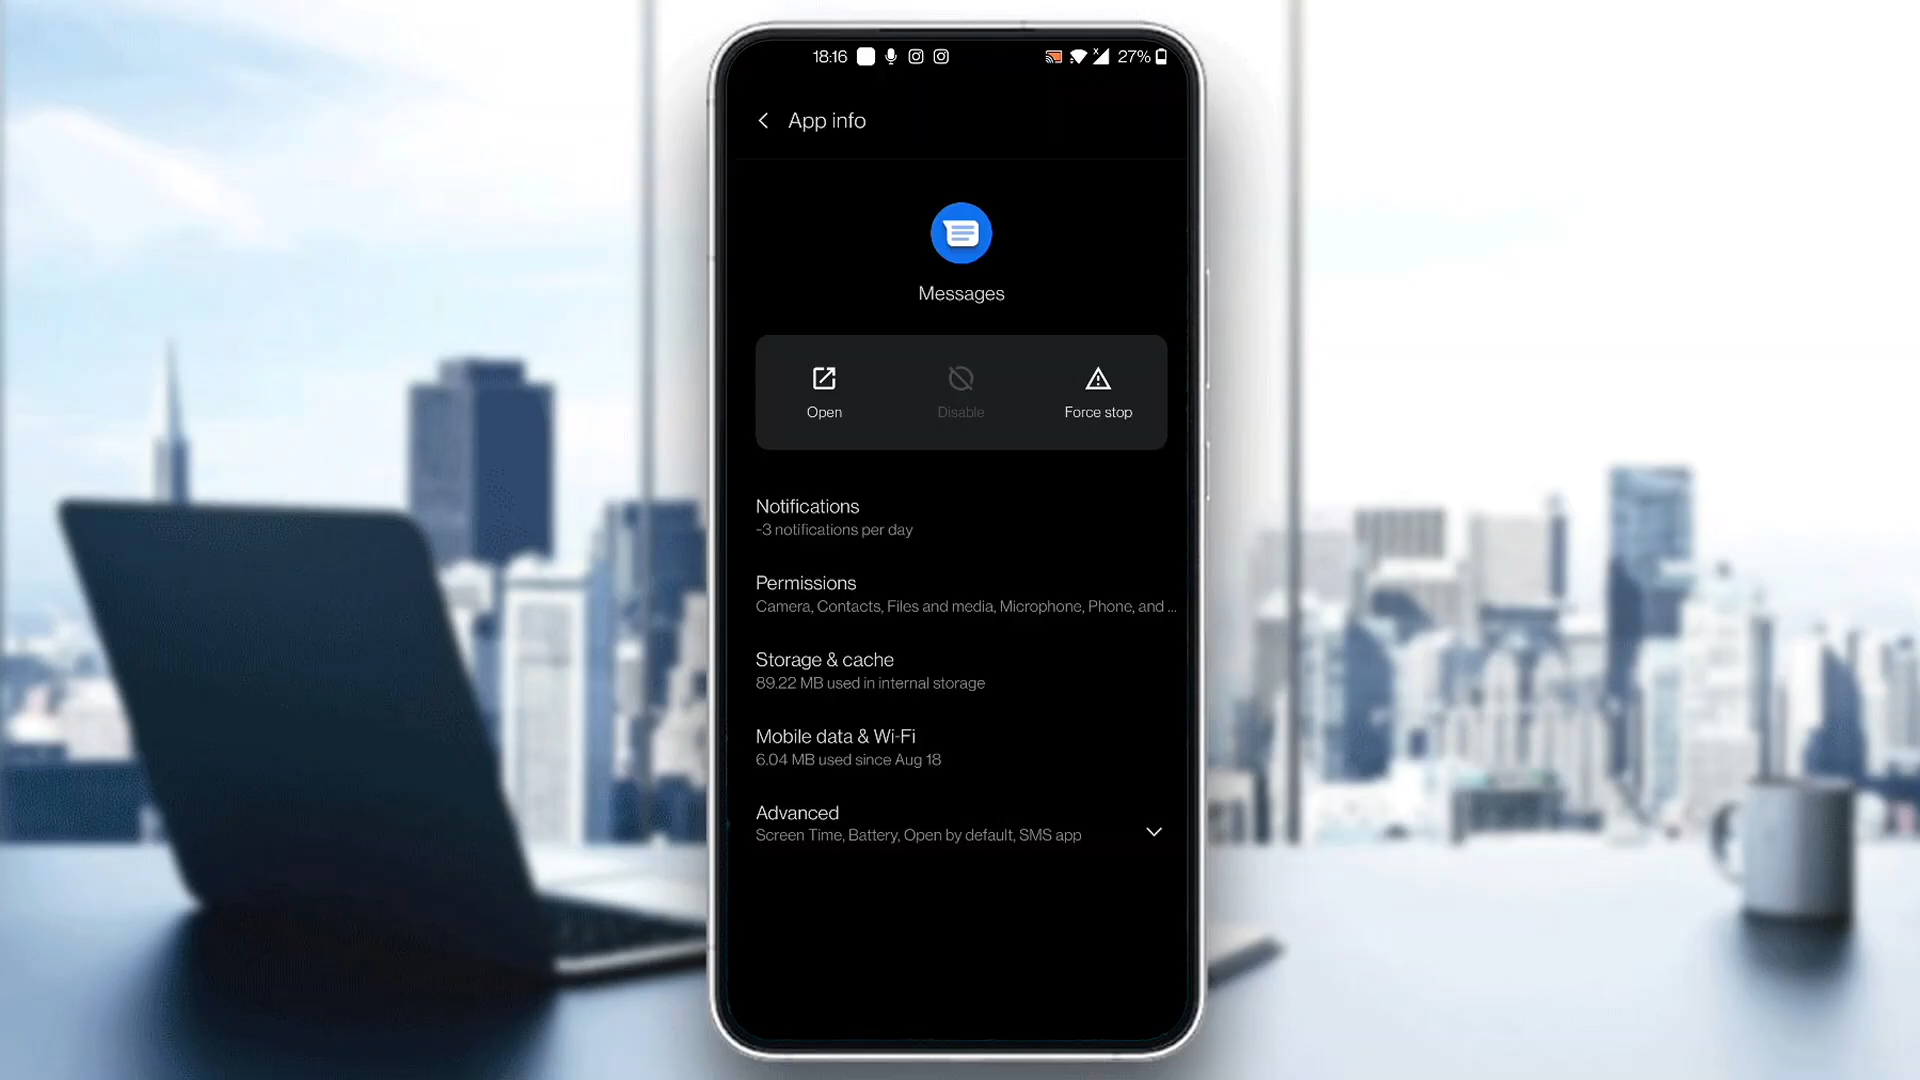 18:16 27%
App info
Messages
Open Disable Force stop
Notifications
~3 notifications per day
Permissions
Camera, Contacts, Files and media, Microphone, Phone, and ...
Storage & cache
89.22 MB used in internal storage
Mobile data & Wi-Fi
6.04 MB used since Aug 18
Advanced
Screen Time, Battery, Open by default, SMS app